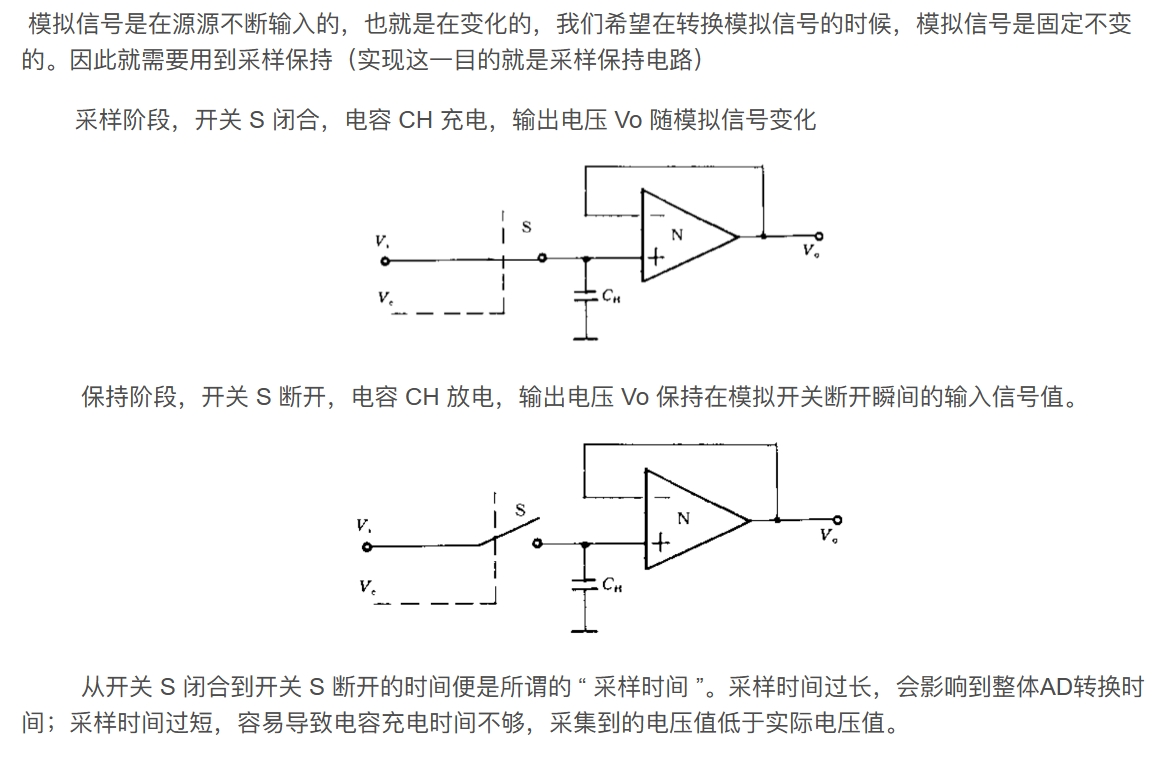 模拟信号是在源源不断输入的，也就是在变化的，我们希望在转换模拟信号的时候，模拟信号是固定不变
的。因此就需要用到采样保持（实现这一目的就是采样保持电路）
采样阶段，开关 S 闭合，电容 CH 充电，输出电压 Vo 随模拟信号变化
S
Vi
N
Vo
Vc
CH
保持阶段，开关 S 断开，电容 CH 放电，输出电压 Vo 保持在模拟开关断开瞬间的输入信号值。
S
Vi
N
Vo
Vc
CH
从开关 S 闭合到开关 S 断开的时间便是所谓的 “ 采样时间 ”。采样时间过长，会影响到整体AD转换时
间；采样时间过短，容易导致电容充电时间不够，采集到的电压值低于实际电压值。